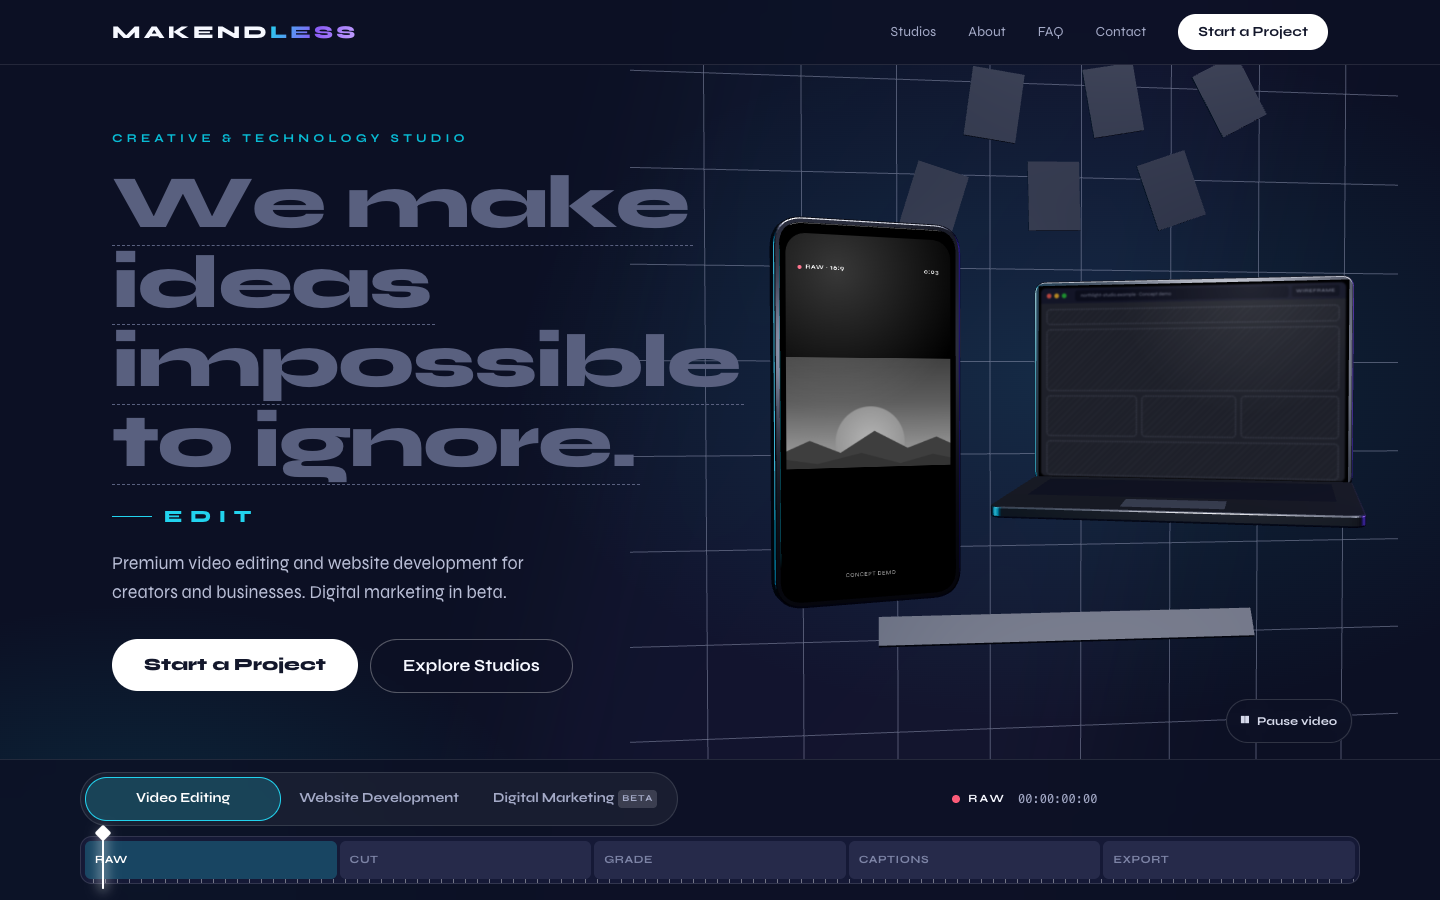 MAKENDLESS
Studios
About
FAQ
Contact
Start a Project
CREATIVE & TECHNOLOGY STUDIO
We make
ideas
impossible
to ignore.
EDIT
Premium video editing and website development for
creators and businesses. Digital marketing in beta.
Start a Project
Explore Studios
RAW · 16:9
0:03
CONCEPT DEMO
WIREFRAME
Pause video
Video Editing
Website Development
Digital Marketing BETA
RAW 00:00:00:00
RAW
CUT
GRADE
CAPTIONS
EXPORT